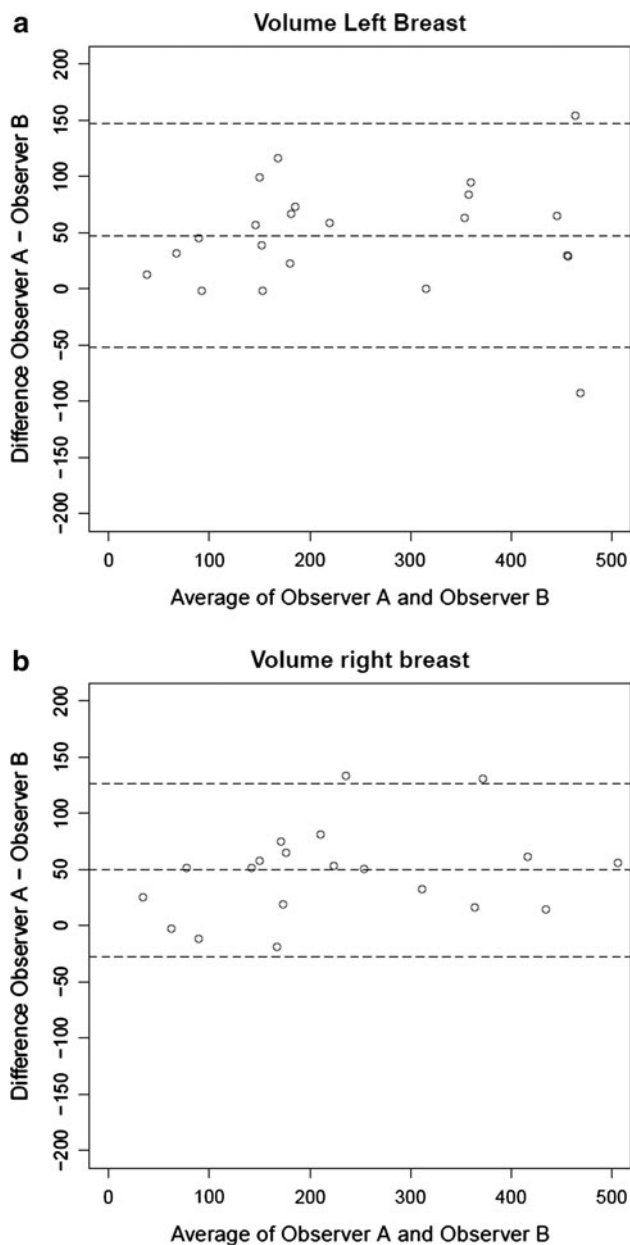 a
Volume Left Breast
Difference Observer A − Observer B
200
150
100
50
0
-50
-100
-150
-200
0 100 200 300 400 500
Average of Observer A and Observer B
b
Volume right breast
Difference Observer A − Observer B
200
150
100
50
0
-50
-100
-150
-200
0 100 200 300 400 500
Average of Observer A and Observer B